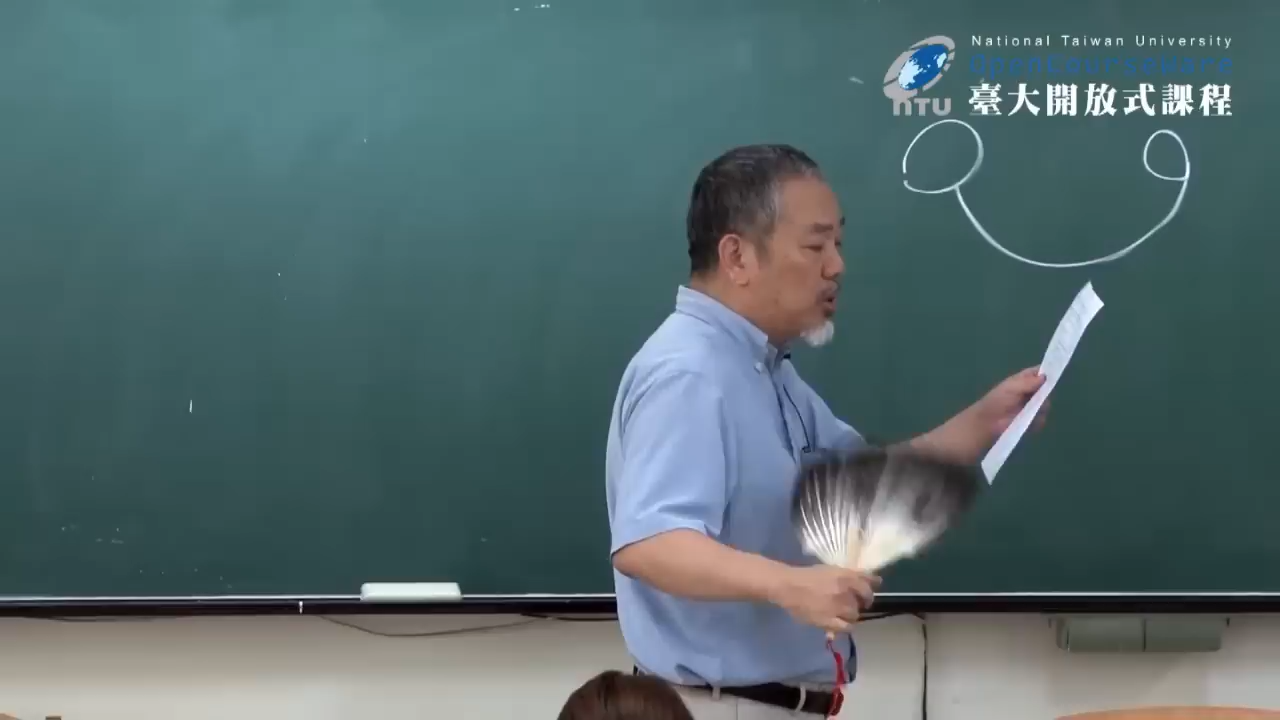 National Taiwan University
OpenCourseWare
臺大開放式課程
NTU